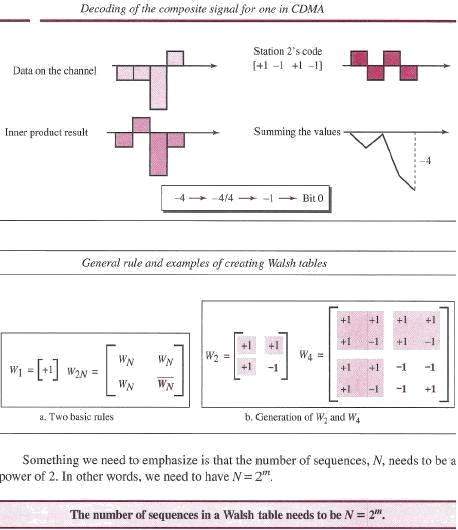 Decoding of the composite signal for one in CDMA
Data on the channel
Station 2's code
[+1 -1 +1 -1]
Inner product result
Summing the values
-4
-4 → -4/4 → -1 → Bit 0
General rule and examples of creating Walsh tables
W1 = [+1] W2N = [WN WN
WN W̅N̅]
a. Two basic rules
W2 = [+1 +1
+1 -1]
W4 = [+1 +1 +1 +1
+1 -1 +1 -1
+1 +1 -1 -1
+1 -1 -1 +1]
b. Generation of W2 and W4
Something we need to emphasize is that the number of sequences, N, needs to be a
power of 2. In other words, we need to have N = 2^m.
The number of sequences in a Walsh table needs to be N = 2^m.